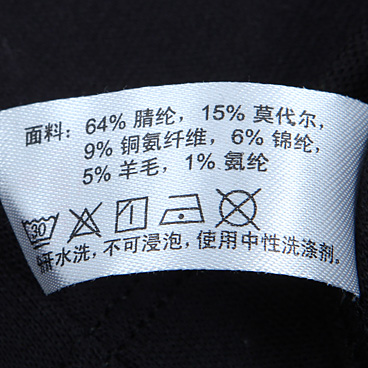 面料: 64% 腈纶, 15% 莫代尔,
9% 铜氨纤维, 6% 锦纶,
5% 羊毛, 1% 氨纶
30
水洗, 不可浸泡, 使用中性洗涤剂.